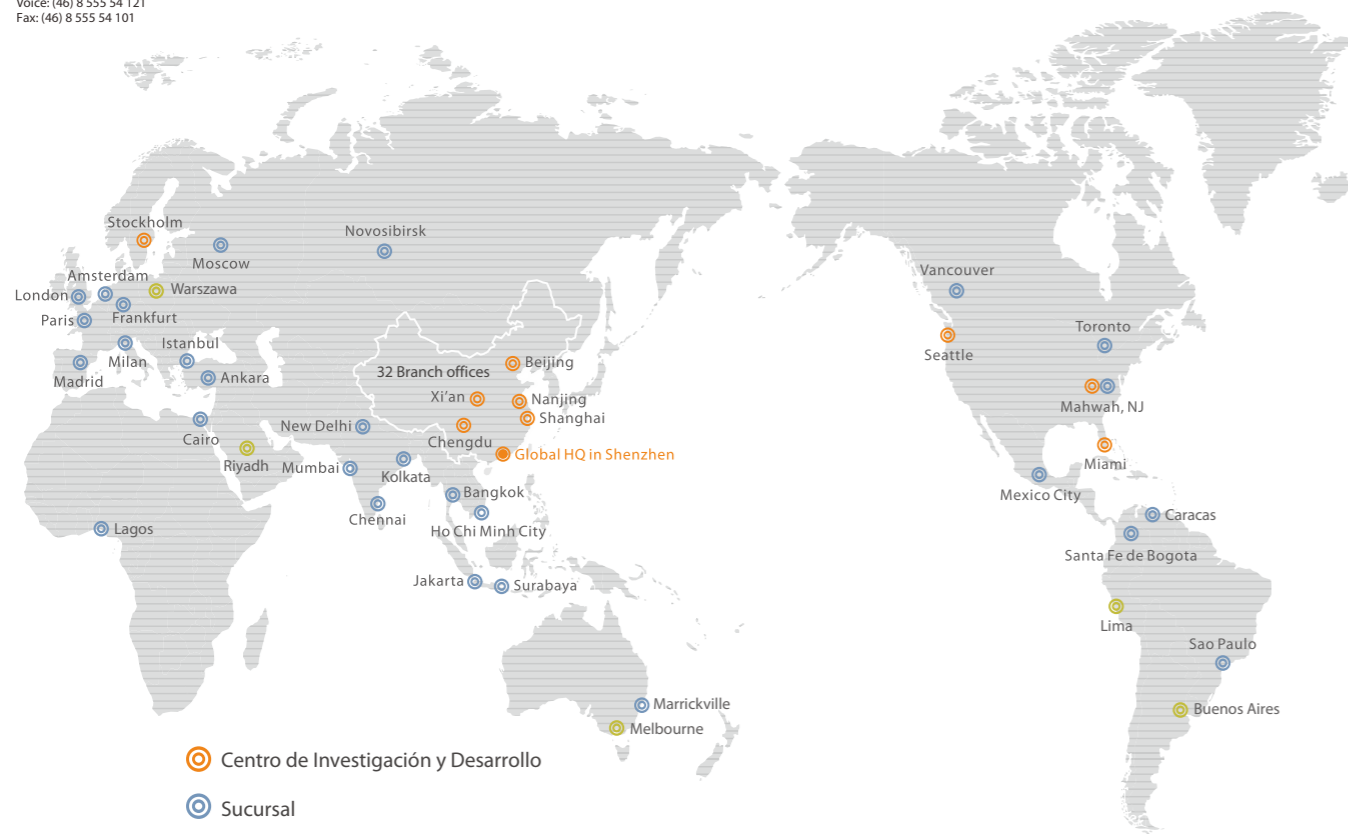 Voice: (46) 8 555 54 121
Fax: (46) 8 555 54 101
Stockholm
Novosibirsk
Moscow
Amsterdam
Warszawa
London
Frankfurt
Paris
Istanbul
Milan
Madrid
Ankara
32 Branch offices
Beijing
Xi'an
Nanjing
Shanghai
Chengdu
Global HQ in Shenzhen
Cairo
New Delhi
Riyadh
Mumbai
Kolkata
Bangkok
Chennai
Ho Chi Minh City
Lagos
Jakarta
Surabaya
Marrickville
Melbourne
Vancouver
Toronto
Seattle
Mahwah, NJ
Miami
Mexico City
Caracas
Santa Fe de Bogota
Lima
Sao Paulo
Buenos Aires
Centro de Investigación y Desarrollo
Sucursal